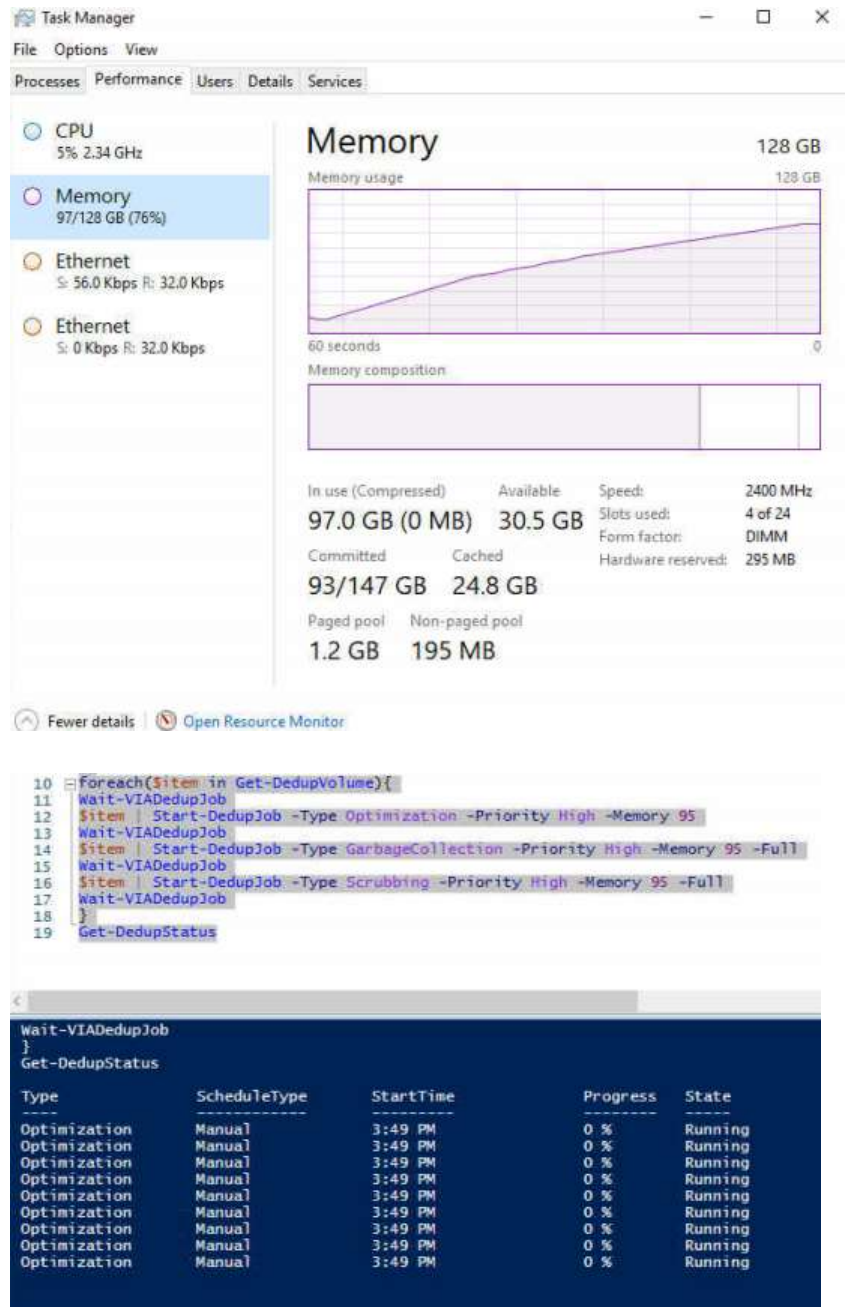 Task Manager
File Options View
Processes Performance Users Details Services
CPU
5% 2.34 GHz
Memory
97/128 GB (76%)
Ethernet
S: 56.0 Kbps R: 32.0 Kbps
Ethernet
S: 0 Kbps R: 32.0 Kbps
Memory 128 GB
Memory usage 128 GB
60 seconds 0
Memory composition
In use (Compressed) Available
97.0 GB (0 MB) 30.5 GB
Committed Cached
93/147 GB 24.8 GB
Paged pool Non-paged pool
1.2 GB 195 MB
Speed: 2400 MHz
Slots used: 4 of 24
Form factor: DIMM
Hardware reserved: 295 MB
Fewer details Open Resource Monitor
10 foreach($item in Get-DedupVolume){
11 Wait-VIADedupJob
12 $item | Start-DedupJob -Type Optimization -Priority High -Memory 95
13 Wait-VIADedupJob
14 $item | Start-DedupJob -Type GarbageCollection -Priority High -Memory 95 -Full
15 Wait-VIADedupJob
16 $item | Start-DedupJob -Type Scrubbing -Priority High -Memory 95 -Full
17 Wait-VIADedupJob
18 }
19 Get-DedupStatus
Wait-VIADedupJob
}
Get-DedupStatus
Type ScheduleType StartTime Progress State
---- ------------ --------- -------- -----
Optimization Manual 3:49 PM 0 % Running
Optimization Manual 3:49 PM 0 % Running
Optimization Manual 3:49 PM 0 % Running
Optimization Manual 3:49 PM 0 % Running
Optimization Manual 3:49 PM 0 % Running
Optimization Manual 3:49 PM 0 % Running
Optimization Manual 3:49 PM 0 % Running
Optimization Manual 3:49 PM 0 % Running
Optimization Manual 3:49 PM 0 % Running